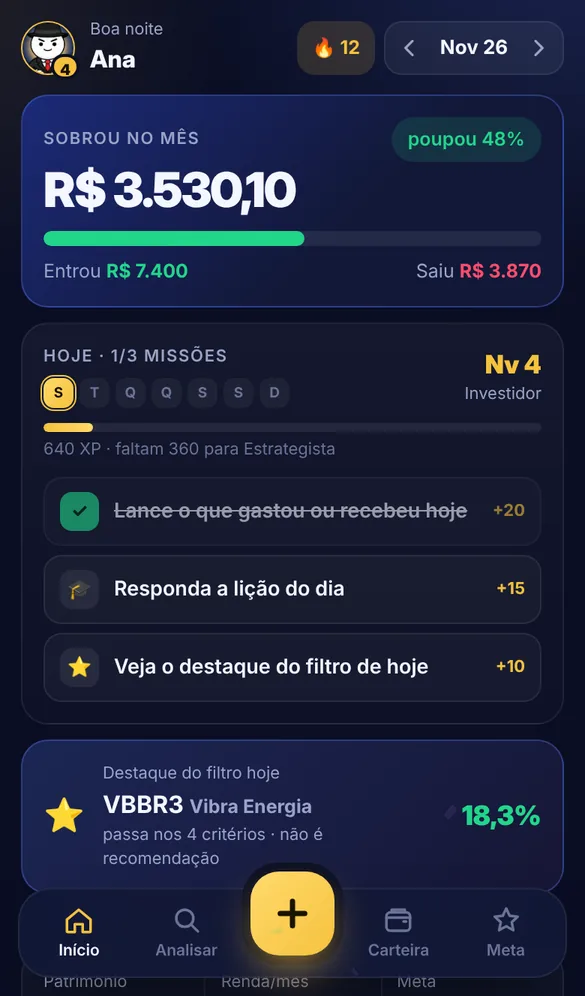 Boa noite
Ana
4
🔥 12
Nov 26
SOBROU NO MÊS
poupou 48%
R$ 3.530,10
Entrou R$ 7.400
Saiu R$ 3.870
HOJE · 1/3 MISSÕES
Nv 4
S T Q Q S S D
Investidor
640 XP · faltam 360 para Estrategista
Lance o que gastou ou recebeu hoje +20
Responda a lição do dia +15
Veja o destaque do filtro de hoje +10
Destaque do filtro hoje
VBBR3 Vibra Energia
18,3%
passa nos 4 critérios · não é
recomendação
Início
Analisar
+
Carteira
Meta
Patrimônio
Renda/mês
Meta